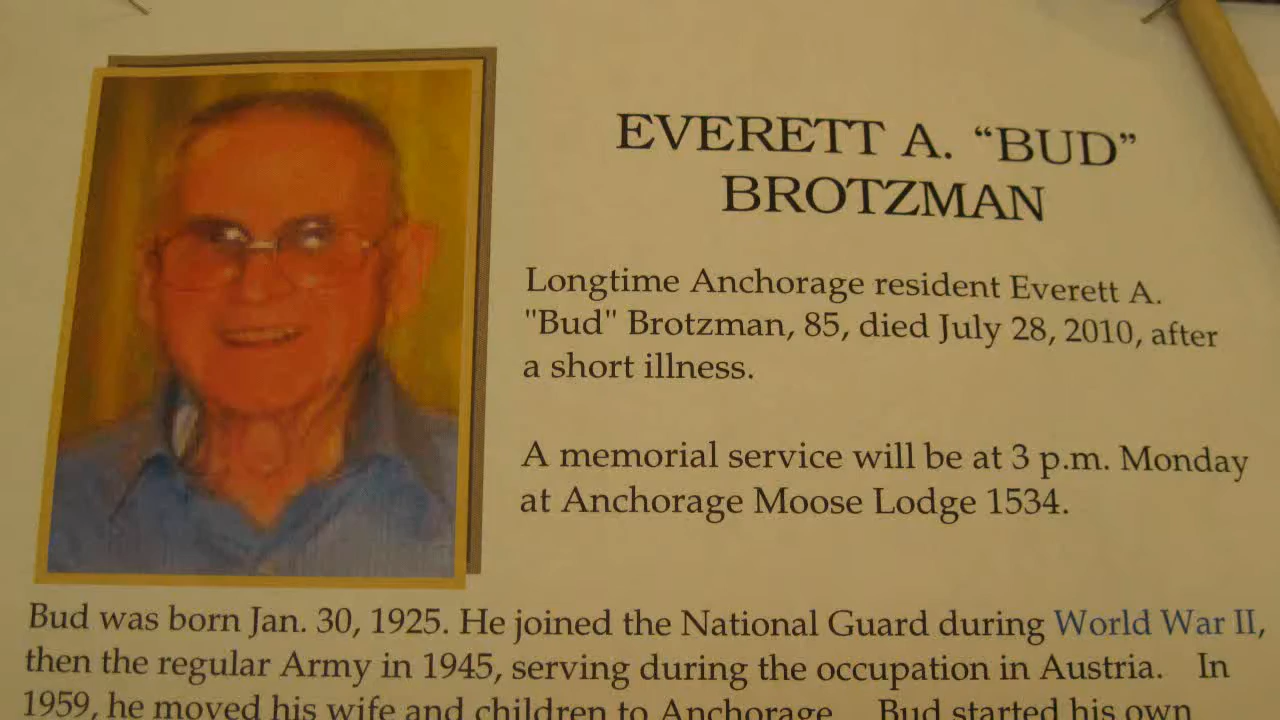 EVERETT A. “BUD”
BROTZMAN
Longtime Anchorage resident Everett A.
"Bud" Brotzman, 85, died July 28, 2010, after
a short illness.
A memorial service will be at 3 p.m. Monday
at Anchorage Moose Lodge 1534.
Bud was born Jan. 30, 1925. He joined the National Guard during World War II,
then the regular Army in 1945, serving during the occupation in Austria. In
1959, he moved his wife and children to Anchorage. Bud started his own